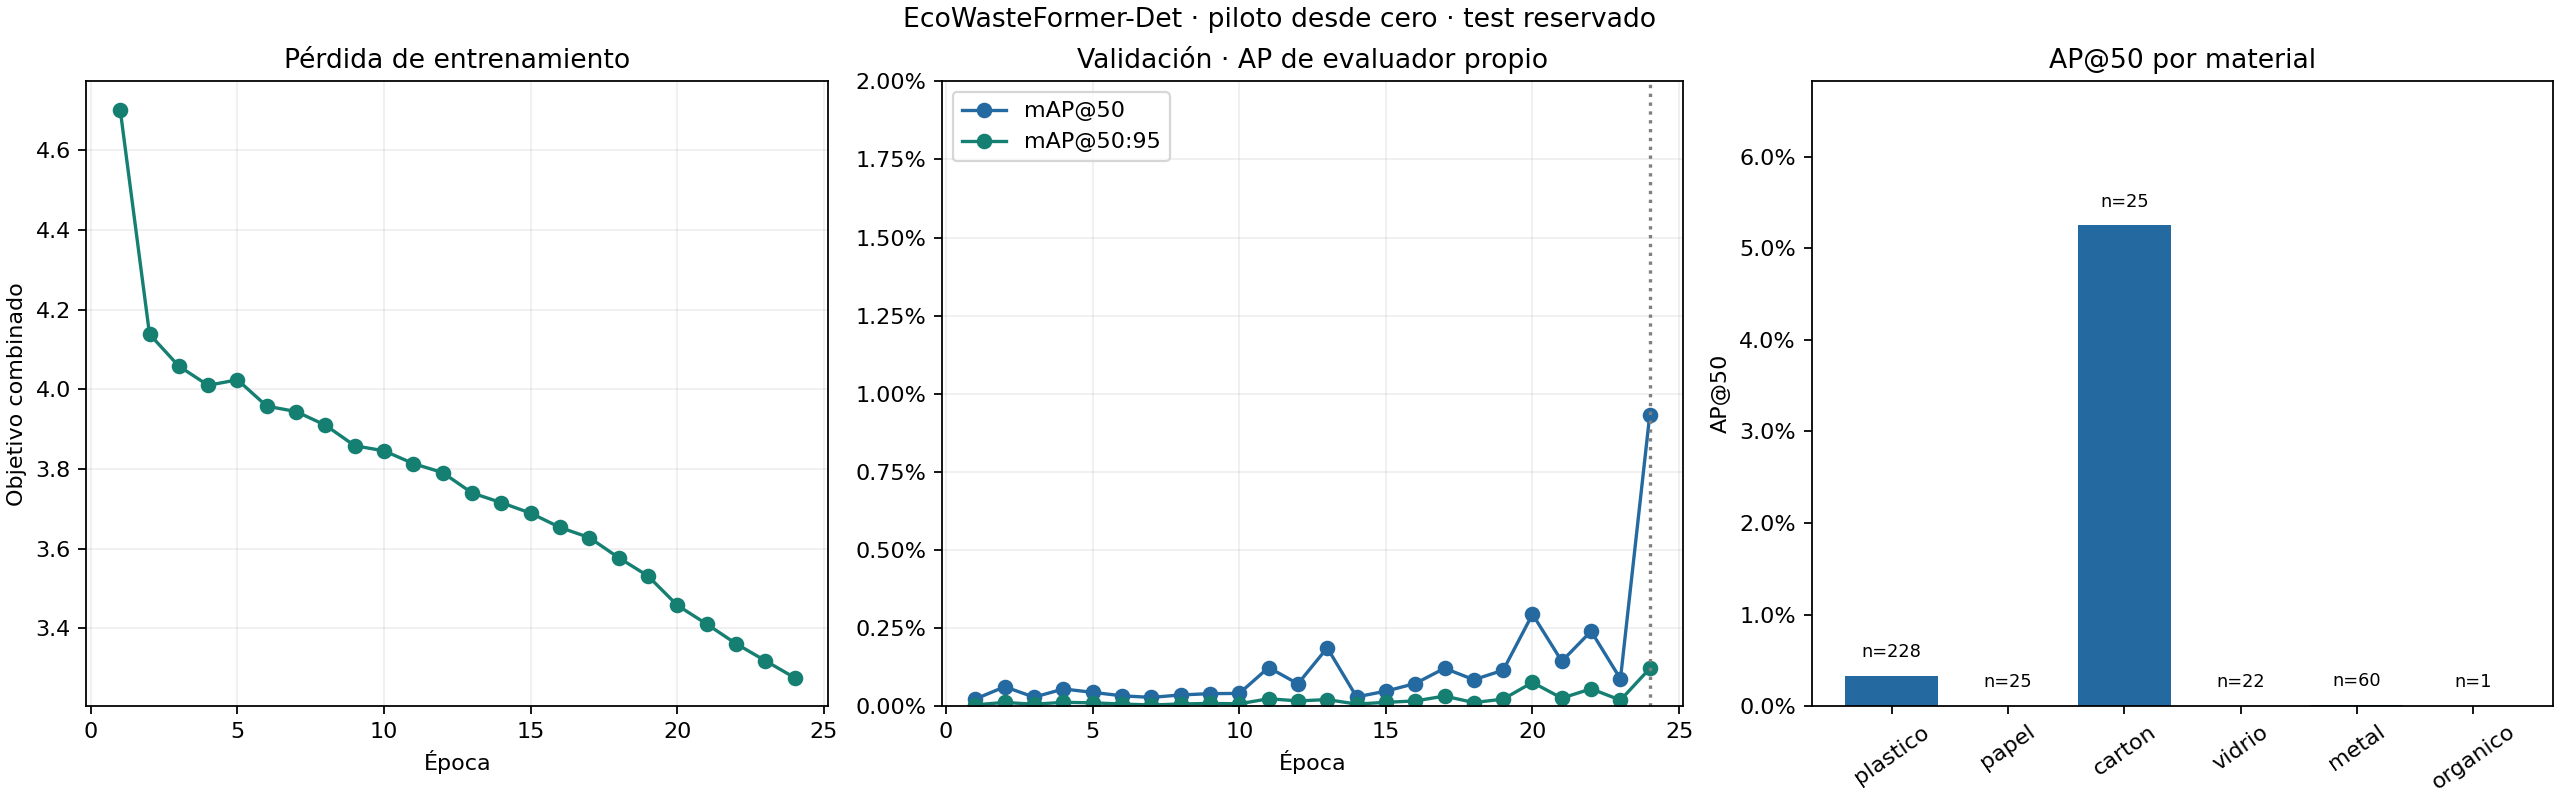 EcoWasteFormer-Det · piloto desde cero · test reservado
Pérdida de entrenamiento
Objetivo combinado
4.6
4.4
4.2
4.0
3.8
3.6
3.4
0 5 10 15 20 25
Época
Validación · AP de evaluador propio
mAP@50
mAP@50:95
2.00%
1.75%
1.50%
1.25%
1.00%
0.75%
0.50%
0.25%
0.00%
0 5 10 15 20 25
Época
AP@50 por material
AP@50
6.0%
5.0%
4.0%
3.0%
2.0%
1.0%
0.0%
n=228 n=25 n=25 n=22 n=60 n=1
plastico papel carton vidrio metal organico